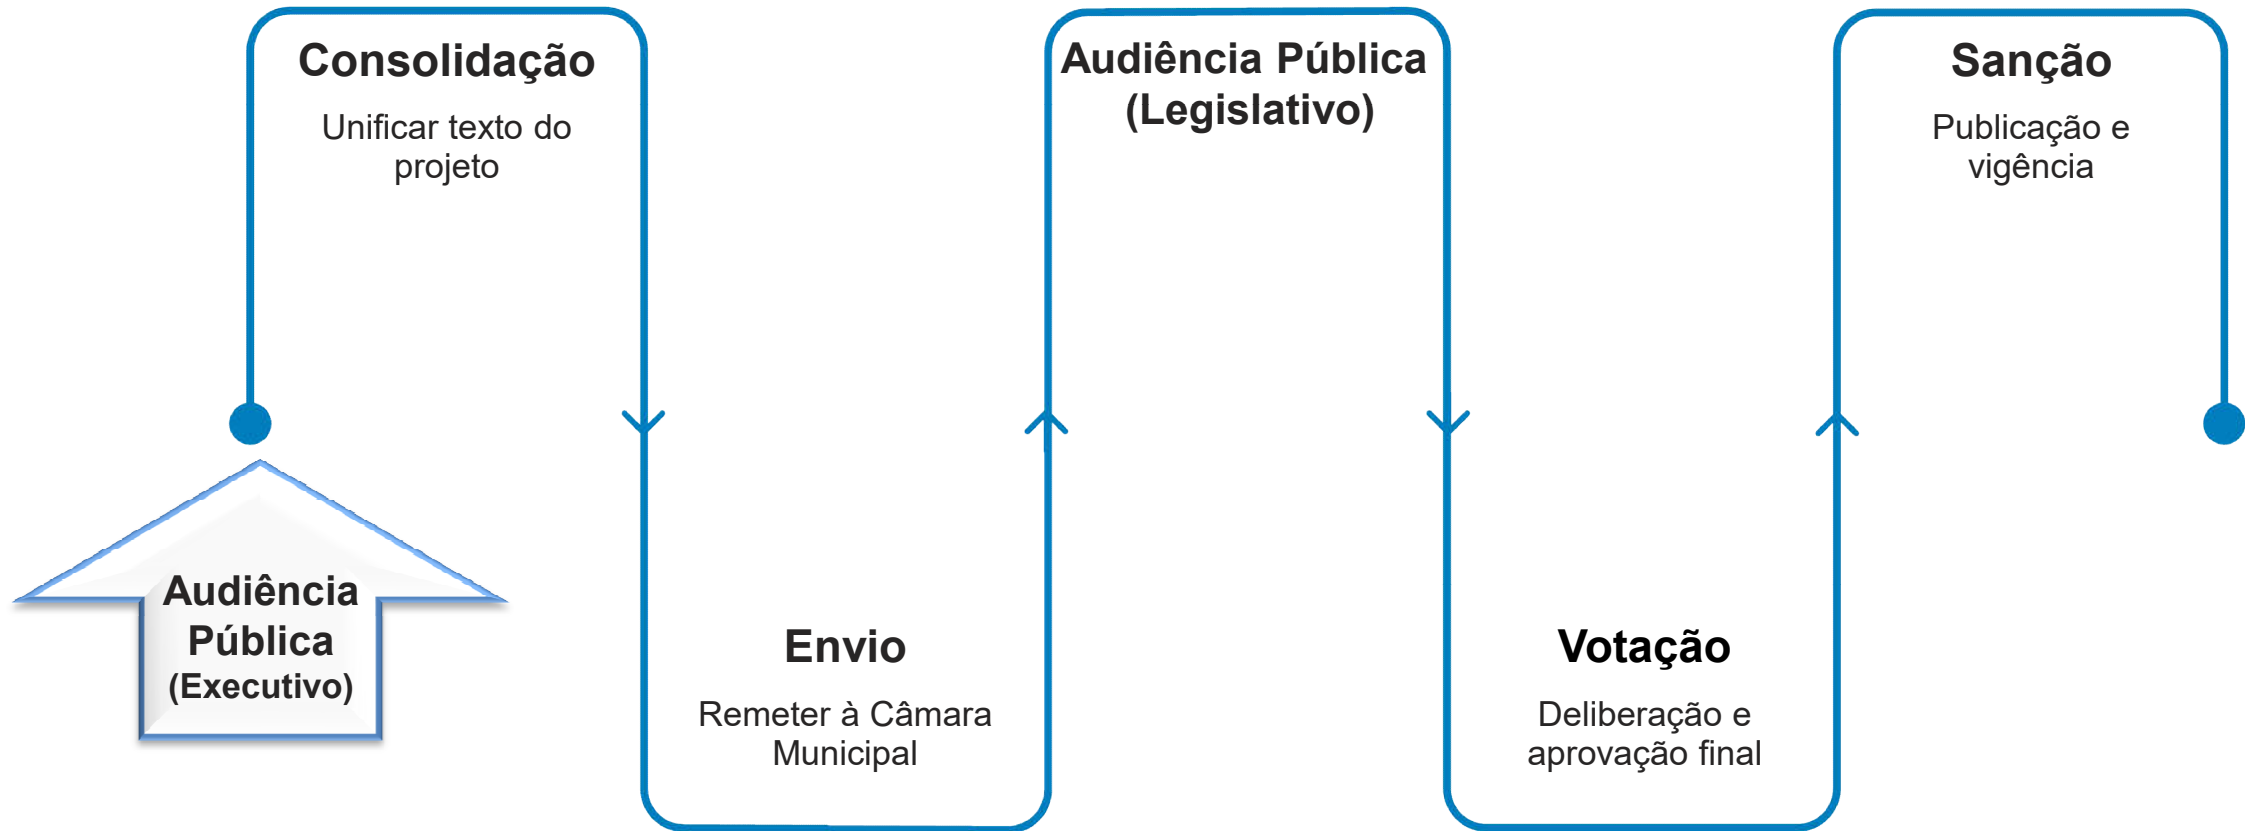 Audiência
Pública
(Executivo)
Consolidação
Unificar texto do
projeto
Envio
Remeter à Câmara
Municipal
Audiência Pública
(Legislativo)
Votação
Deliberação e
aprovação final
Sanção
Publicação e
vigência